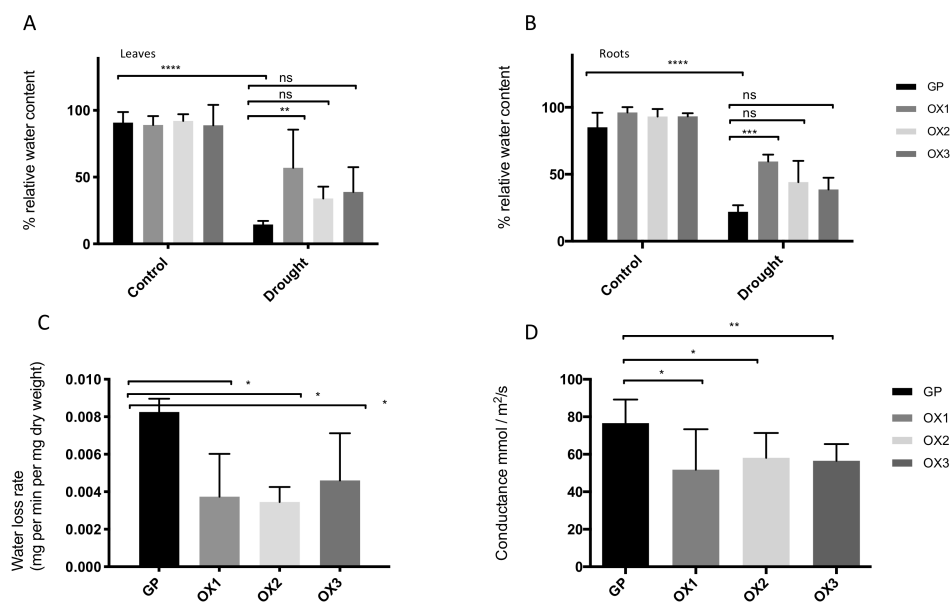 A
Leaves
% relative water content
100
50
0
****
ns
ns
**
Control
Drought
B
Roots
% relative water content
100
50
0
****
ns
ns
***
Control
Drought
GP
OX1
OX2
OX3
C
Water loss rate
(mg per min per mg dry weight)
0.010
0.008
0.006
0.004
0.002
0.000
*
*
*
GP
OX1
OX2
OX3
D
Conductance mmol / m²/s
100
80
60
40
20
0
**
*
*
GP
OX1
OX2
OX3
GP
OX1
OX2
OX3